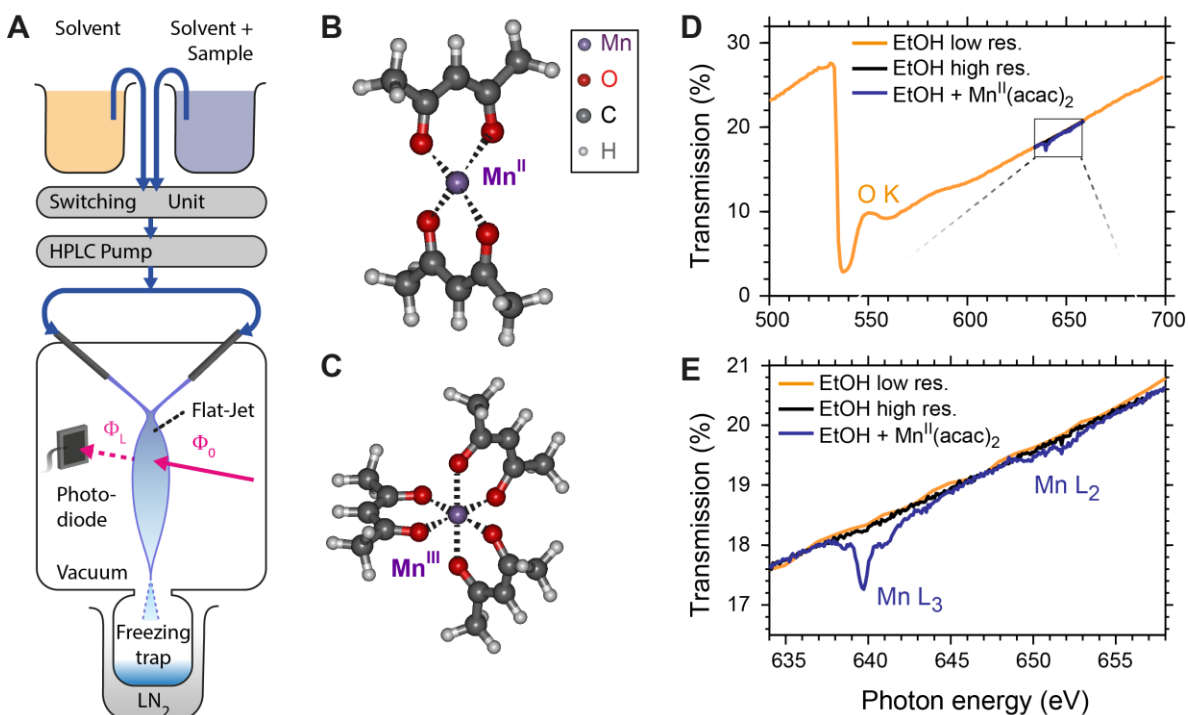 A
Solvent
Solvent +
Sample
Switching Unit
HPLC Pump
Flat-Jet
Φ_L
Φ_0
Photo-
diode
Vacuum
Freezing
trap
LN_2
B
Mn
O
C
H
Mn^II
C
Mn^III
D
Transmission (%)
30
20
10
0
EtOH low res.
EtOH high res.
EtOH + Mn^II(acac)_2
O K
500
550
600
650
700
E
Transmission (%)
21
20
19
18
17
EtOH low res.
EtOH high res.
EtOH + Mn^II(acac)_2
Mn L_2
Mn L_3
635
640
645
650
655
Photon energy (eV)